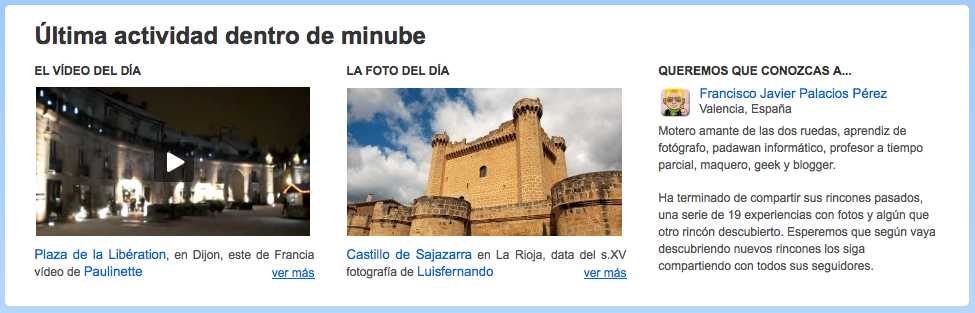 Última actividad dentro de minube
EL VÍDEO DEL DÍA
Plaza de la Libération, en Dijon, este de Francia
vídeo de Paulinette
ver más
LA FOTO DEL DÍA
Castillo de Sajazarra en La Rioja, data del s.XV
fotografía de Luisfernando
ver más
QUEREMOS QUE CONOZCAS A...
Francisco Javier Palacios Pérez
Valencia, España
Motero amante de las dos ruedas, aprendiz de
fotógrafo, padawan informático, profesor a tiempo
parcial, maquero, geek y blogger.
Ha terminado de compartir sus rincones pasados,
una serie de 19 experiencias con fotos y algún que
otro rincón descubierto. Esperemos que según vaya
descubriendo nuevos rincones los siga
compartiendo con todos sus seguidores.